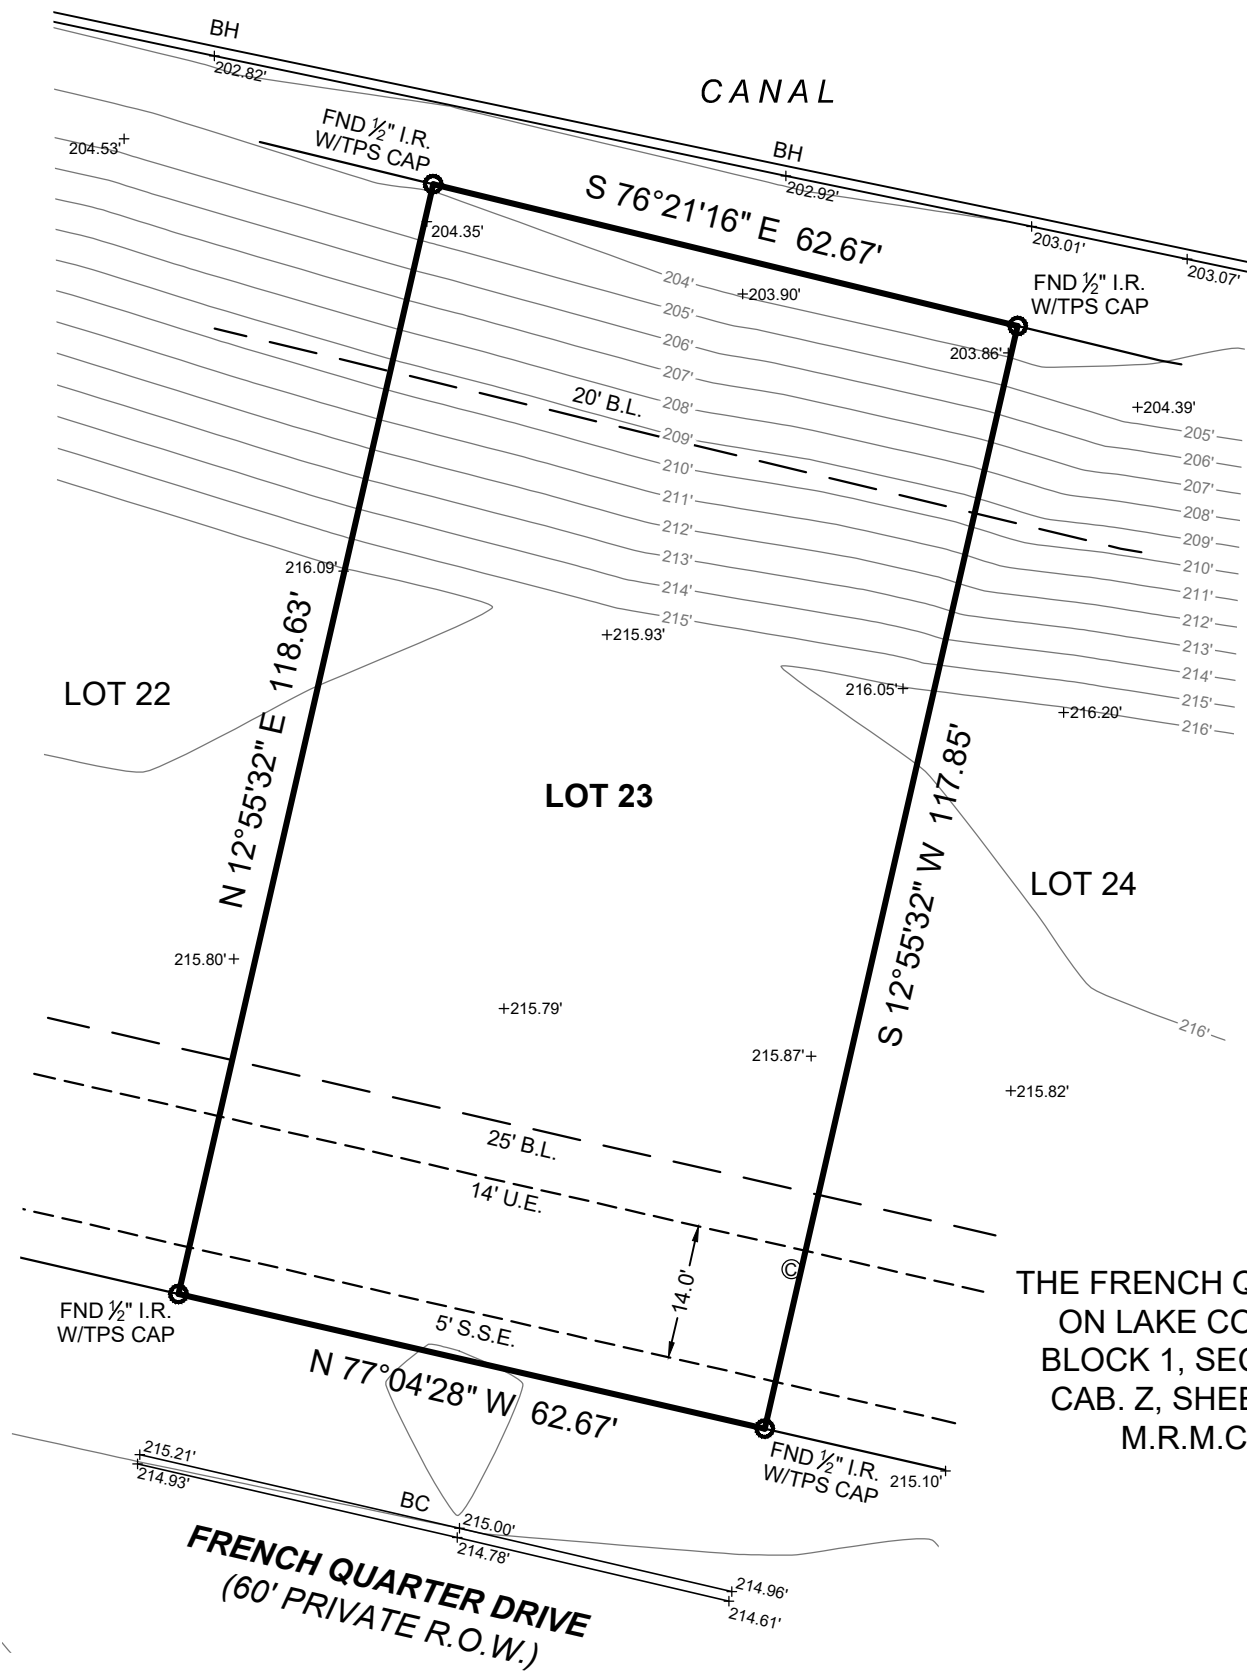 BH
202.82'
CANAL
FND ½" I.R.
W/TPS CAP
204.53'
BH
202.92'
S 76°21'16" E 62.67'
204.35'
203.01'
203.07'
FND ½" I.R.
W/TPS CAP
204'
203.90'
205'
206'
203.86'
207'
20' B.L.
208'
204.39'
209'
205'
210'
206'
211'
207'
212'
208'
213'
209'
214'
210'
215'
211'
216.09'
212'
215.93'
213'
214'
215'
216'
216.05'
216.20'
N 12°55'32" E 118.63'
LOT 22
LOT 23
S 12°55'32" W 117.85'
LOT 24
215.80'
215.79'
215.87'
216'
215.82'
25' B.L.
14' U.E.
14.0'
©
THE FRENCH Q
ON LAKE CO
BLOCK 1, SEC
CAB. Z, SHEE
M.R.M.C
FND ½" I.R.
W/TPS CAP
5' S.S.E.
N 77°04'28" W 62.67'
FND ½" I.R.
W/TPS CAP
215.10'
215.21'
214.93'
BC
215.00'
214.78'
214.96'
214.61'
FRENCH QUARTER DRIVE
(60' PRIVATE R.O.W.)